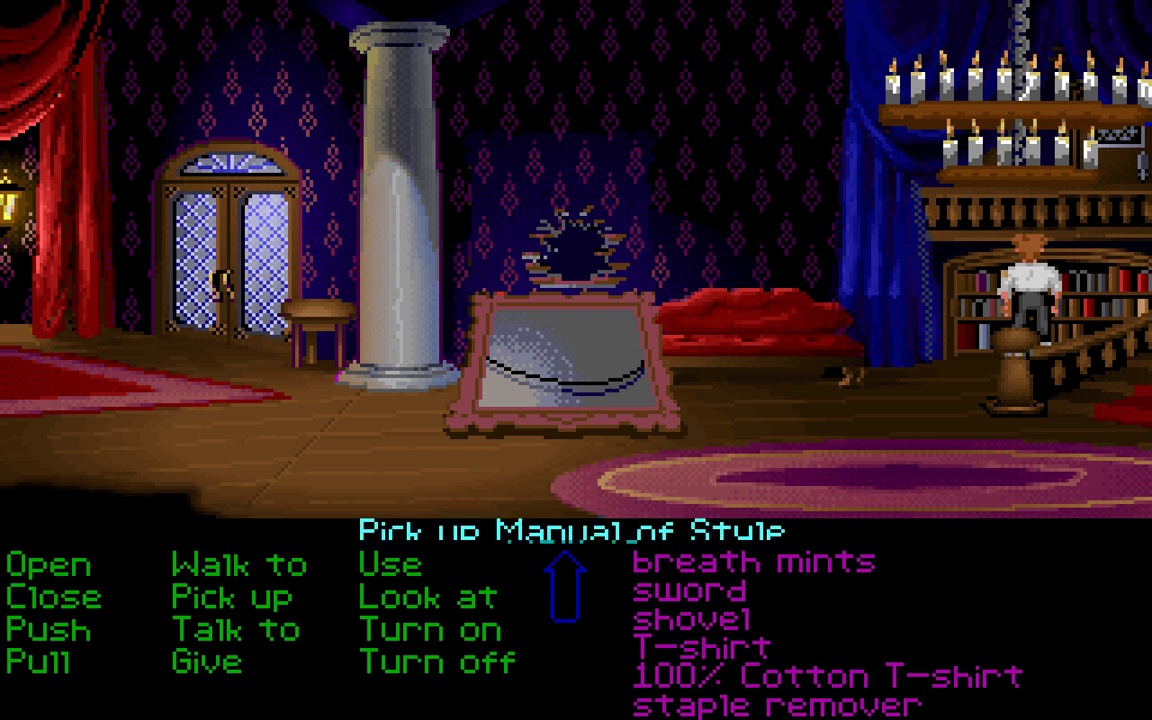 Pick up Manual of Style
Open Walk to Use
Close Pick up Look at
Push Talk to Turn on
Pull Give Turn off
breath mints
sword
shovel
T-shirt
100% Cotton T-shirt
staple remover